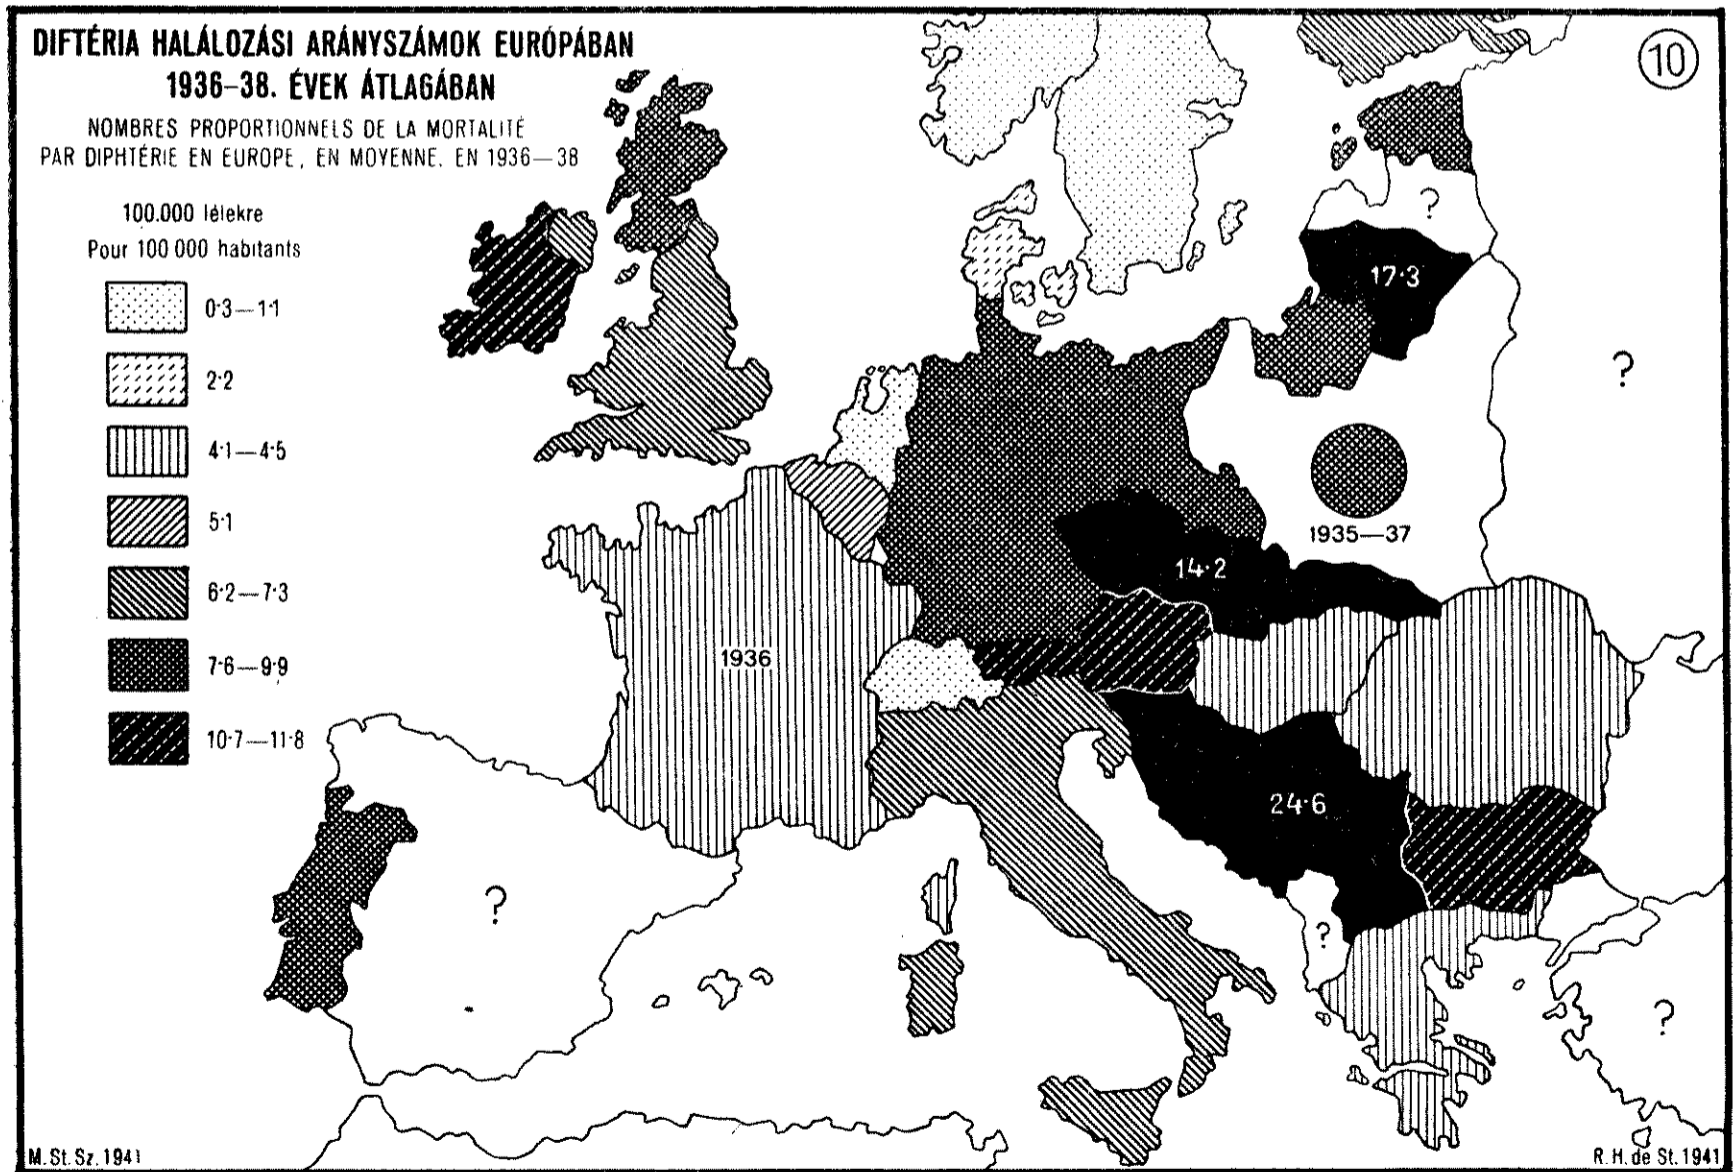 DIFTÉRIA HALÁLOZÁSI ARÁNYSZÁMOK EURÓPÁBAN
1936–38. ÉVEK ÁTLAGÁBAN
NOMBRES PROPORTIONNELS DE LA MORTALITÉ
PAR DIPHTÉRIE EN EUROPE, EN MOYENNE. EN 1936—38
10
100.000 lélekre
Pour 100 000 habitants
0·3—1·1
2·2
4·1—4·5
5·1
6·2—7·3
7·6—9·9
10·7—11·8
?
17·3
?
1935—37
14·2
1936
24·6
?
?
?
M. St. Sz. 1941
R. H. de St. 1941